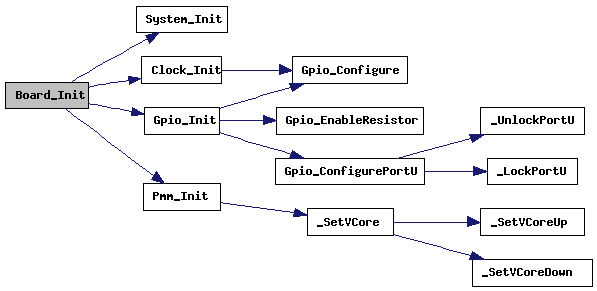 System_Init
Clock_Init
Gpio_Configure
Board_Init
Gpio_Init
Gpio_EnableResistor
_UnlockPortU
Gpio_ConfigurePortU
_LockPortU
Pmm_Init
_SetVCore
_SetVCoreUp
_SetVCoreDown